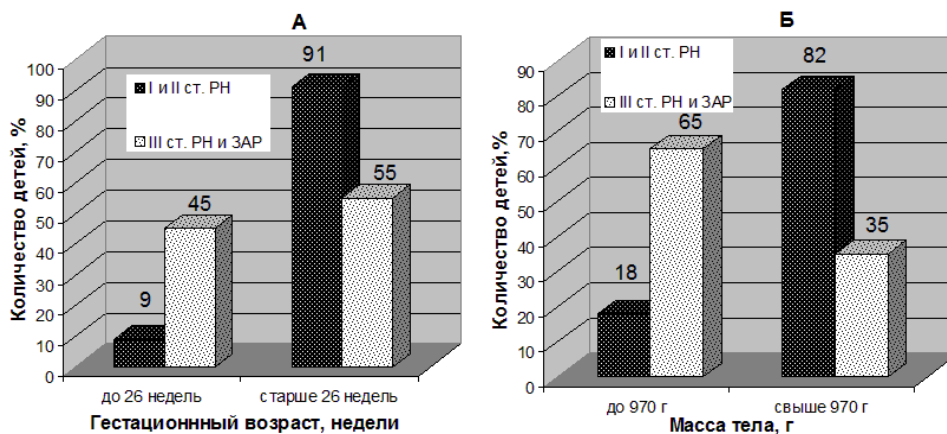 А
Количество детей, %
100
90
80
70
60
50
40
30
20
10
0
I и II ст. РН
III ст. РН и ЗАР
9
45
91
55
до 26 недель
старше 26 недель
Гестационнный возраст, недели
Б
Количество детей,%
90
80
70
60
50
40
30
20
10
0
I и II ст. РН
III ст. РН и ЗАР
18
65
82
35
до 970 г
свыше 970 г
Масса тела, г